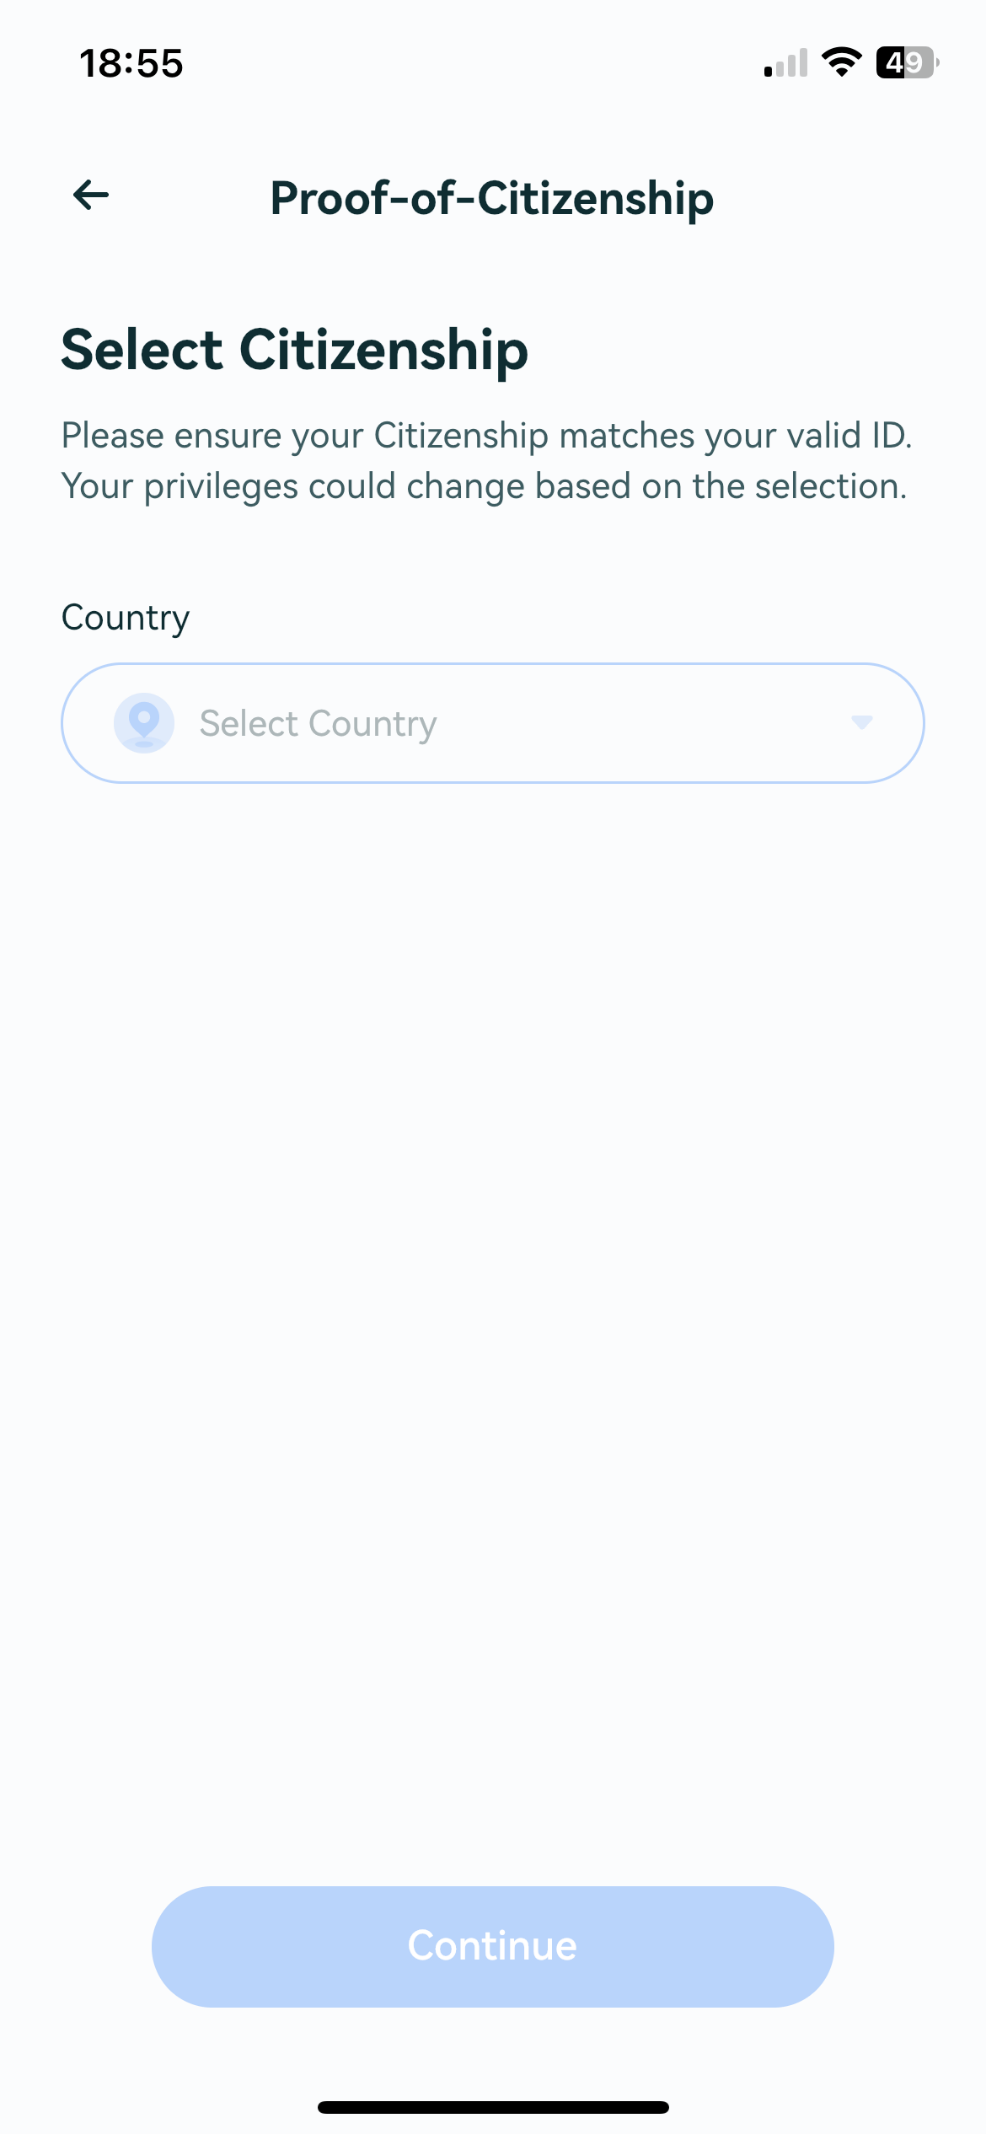 18:55
49
Proof-of-Citizenship
Select Citizenship
Please ensure your Citizenship matches your valid ID.
Your privileges could change based on the selection.
Country
Select Country
Continue